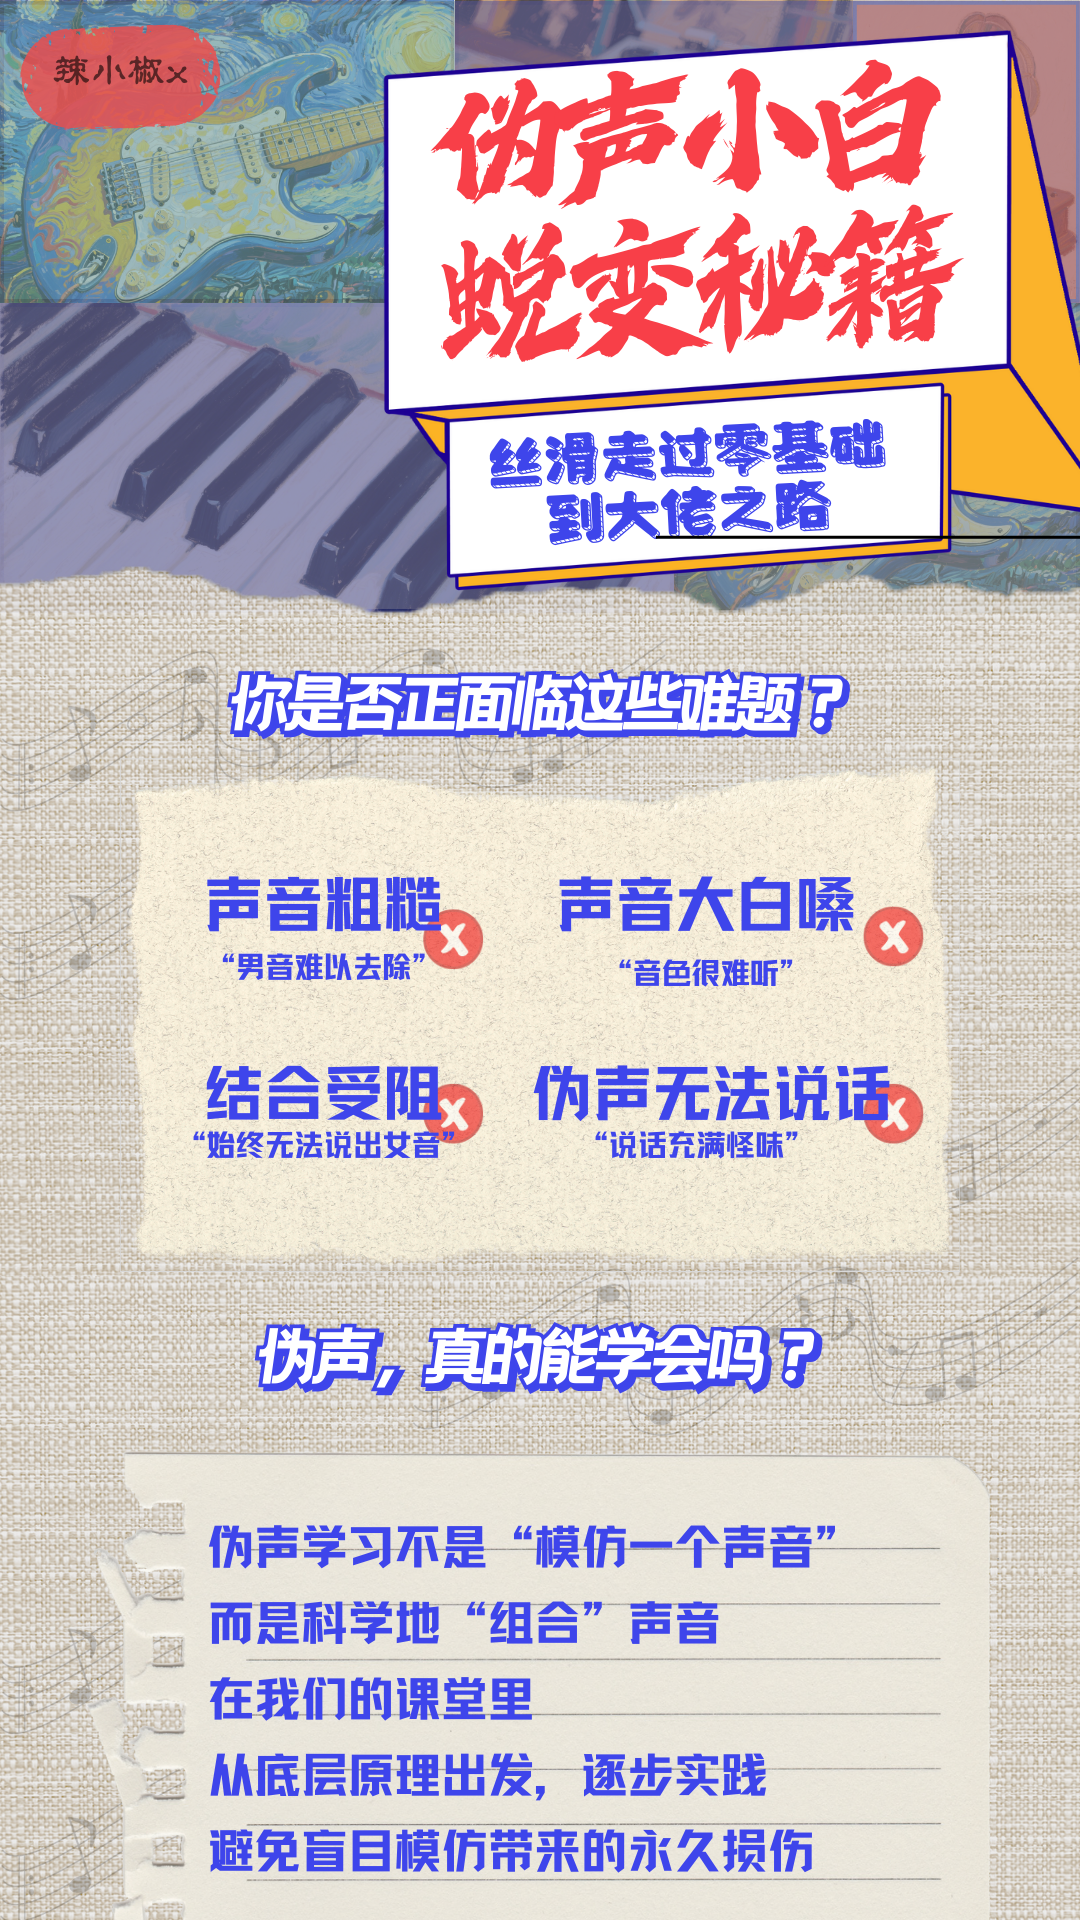 辣小椒x
伪声小白
蜕变秘籍
丝滑走过零基础
到大佬之路
你是否正面临这些难题？
声音粗糙
“男音难以去除”
声音大白嗓
“音色很难听”
结合受阻
“始终无法说出女音”
伪声无法说话
“说话充满怪味”
伪声，真的能学会吗？
伪声学习不是“模仿一个声音”
而是科学地“组合”声音
在我们的课堂里
从底层原理出发，逐步实践
避免盲目模仿带来的永久损伤